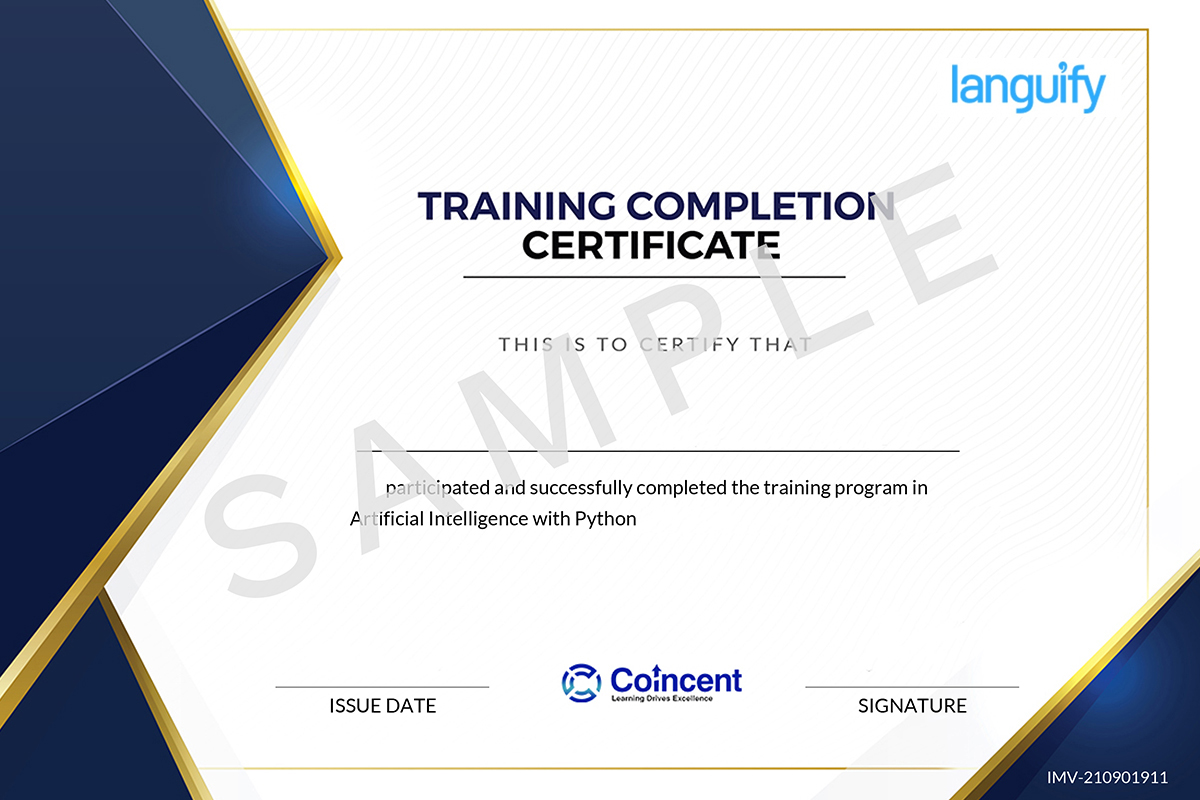 languify
TRAINING COMPLETION
CERTIFICATE
THIS IS TO CERTIFY THAT
SAMPLE
participated and successfully completed the training program in
Artificial Intelligence with Python
Coincent
Learning Drives Excellence
ISSUE DATE
SIGNATURE
IMV-210901911